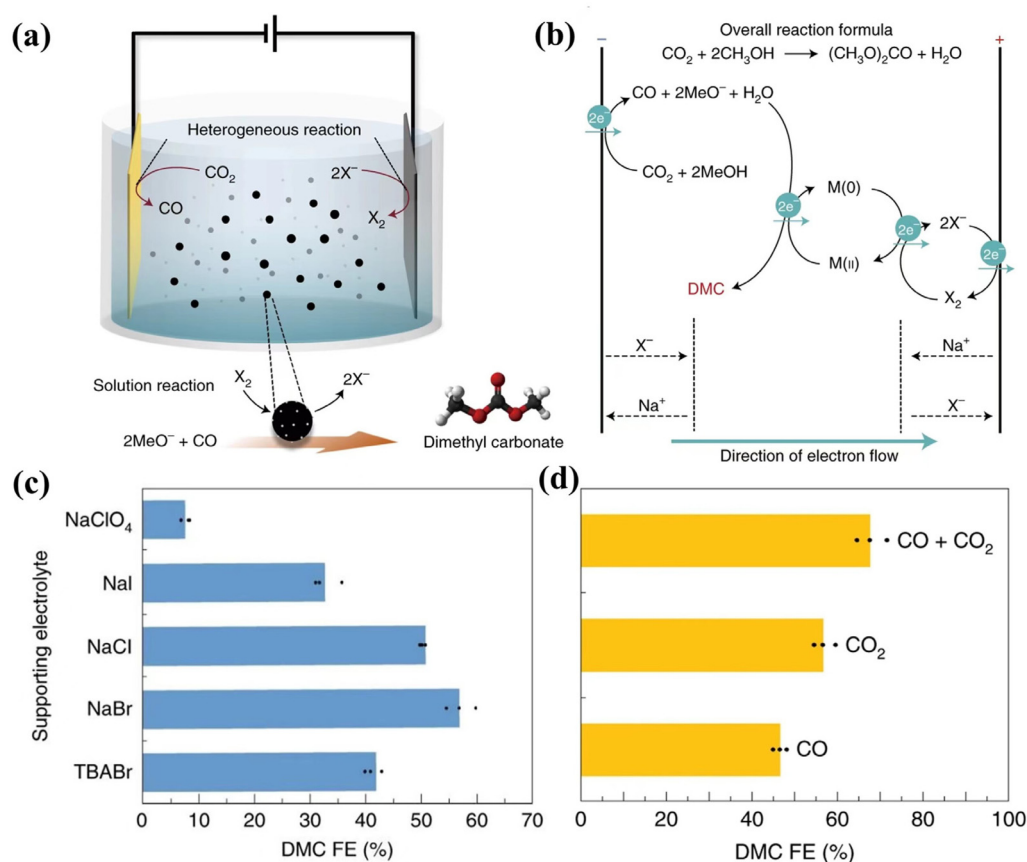 (a)
Heterogeneous reaction
CO₂
CO
2X⁻
X₂
Solution reaction
X₂
2X⁻
2MeO⁻ + CO
Dimethyl carbonate
(b)
Overall reaction formula
CO₂ + 2CH₃OH → (CH₃O)₂CO + H₂O
−
+
CO + 2MeO⁻ + H₂O
2e⁻
CO₂ + 2MeOH
M(0)
2e⁻
2e⁻
2X⁻
2e⁻
M(II)
DMC
X₂
X⁻
Na⁺
Na⁺
X⁻
Direction of electron flow
(c)
Supporting electrolyte
NaClO₄
NaI
NaCl
NaBr
TBABr
0 10 20 30 40 50 60 70
DMC FE (%)
(d)
CO + CO₂
CO₂
CO
0 20 40 60 80 100
DMC FE (%)